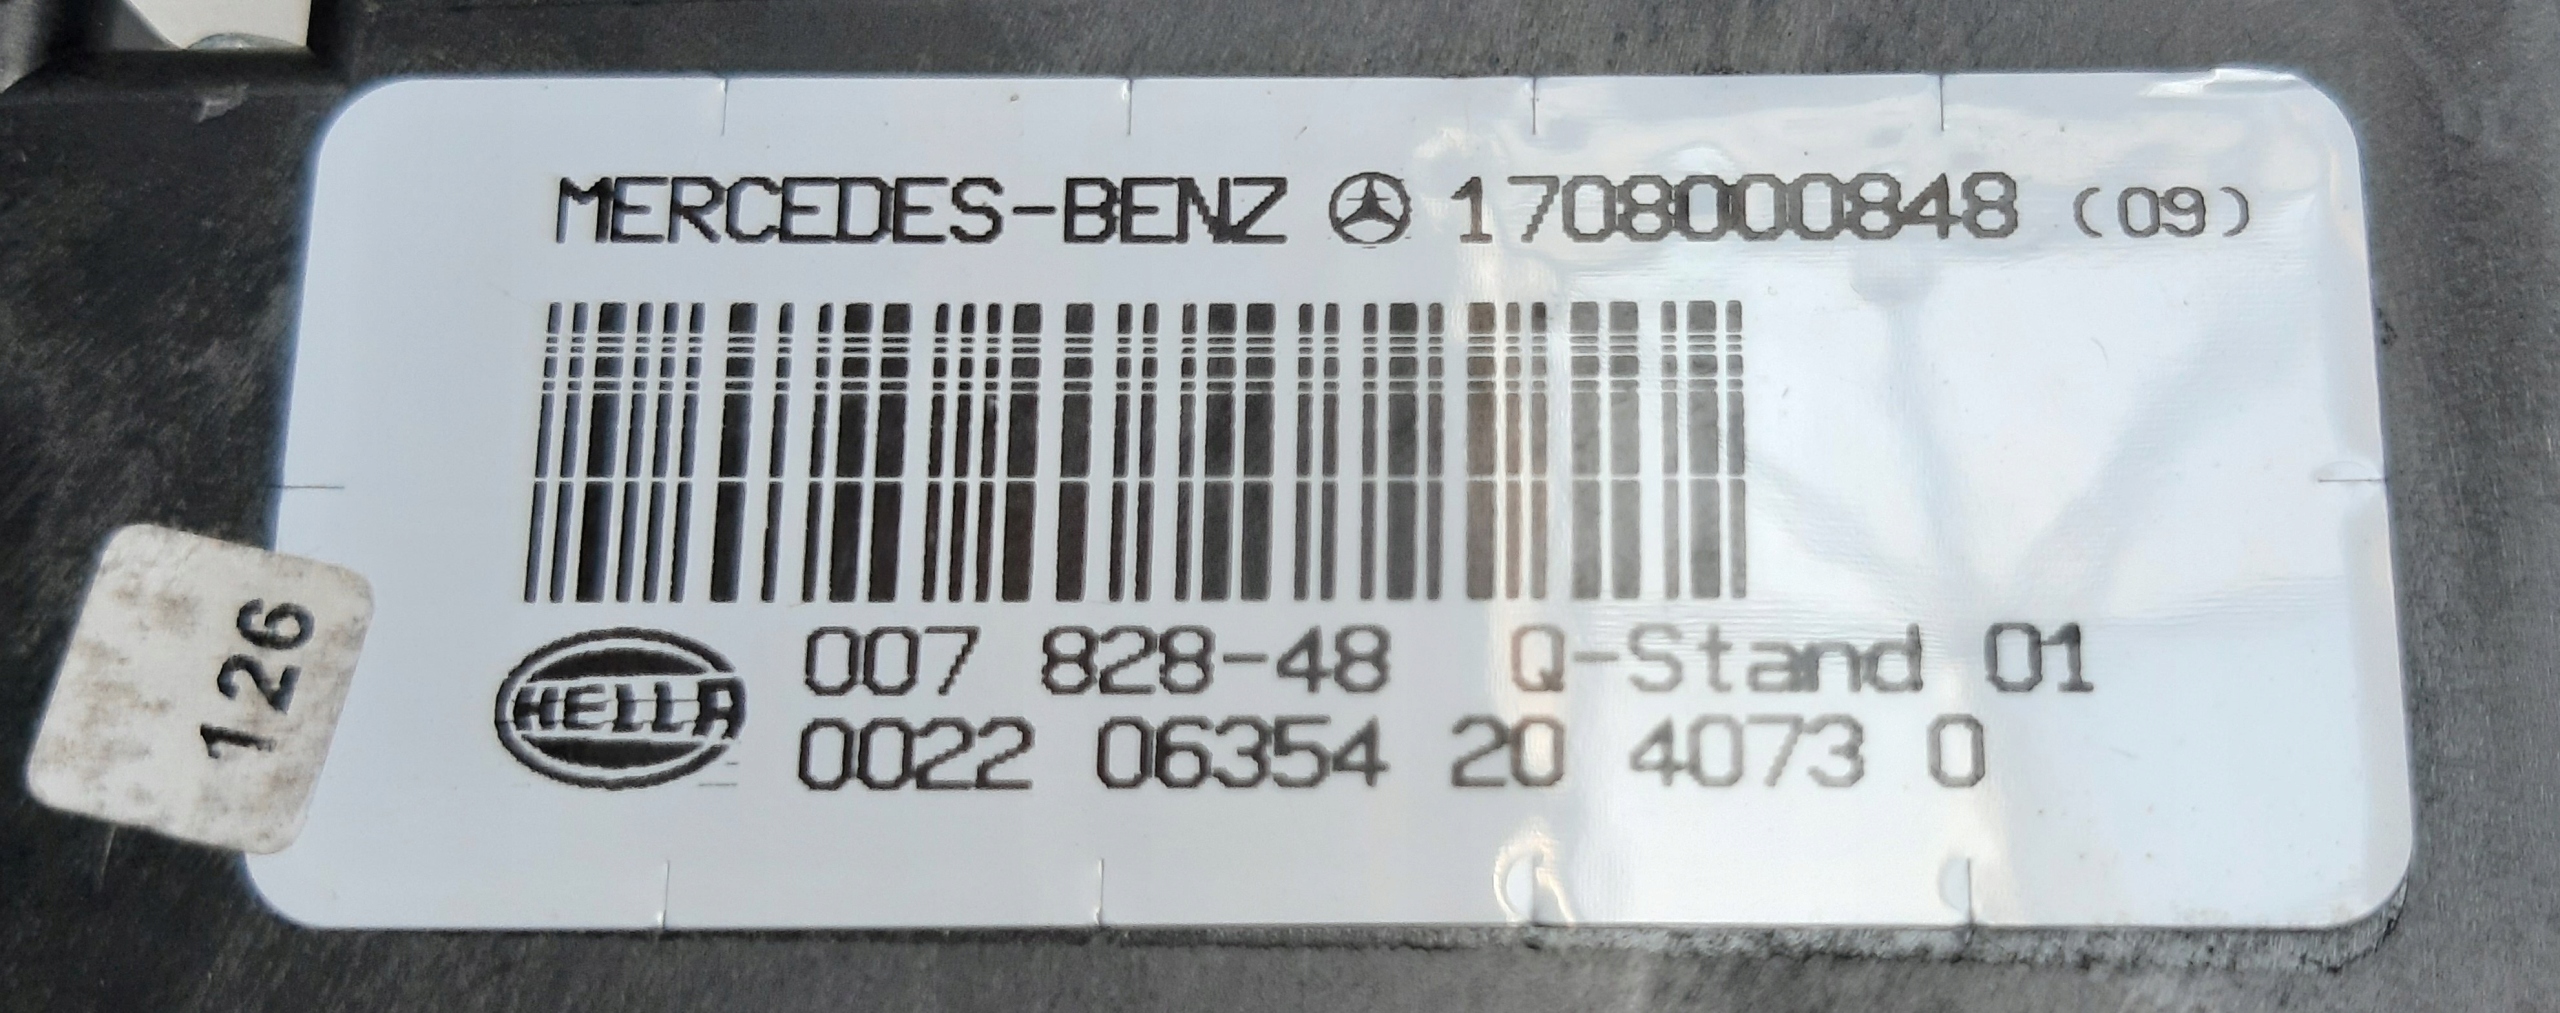 MERCEDES-BENZ 1708000848 (09)
HELLA 007 828-48 Q-Stand 01
0022 06354 20 4073 0
126